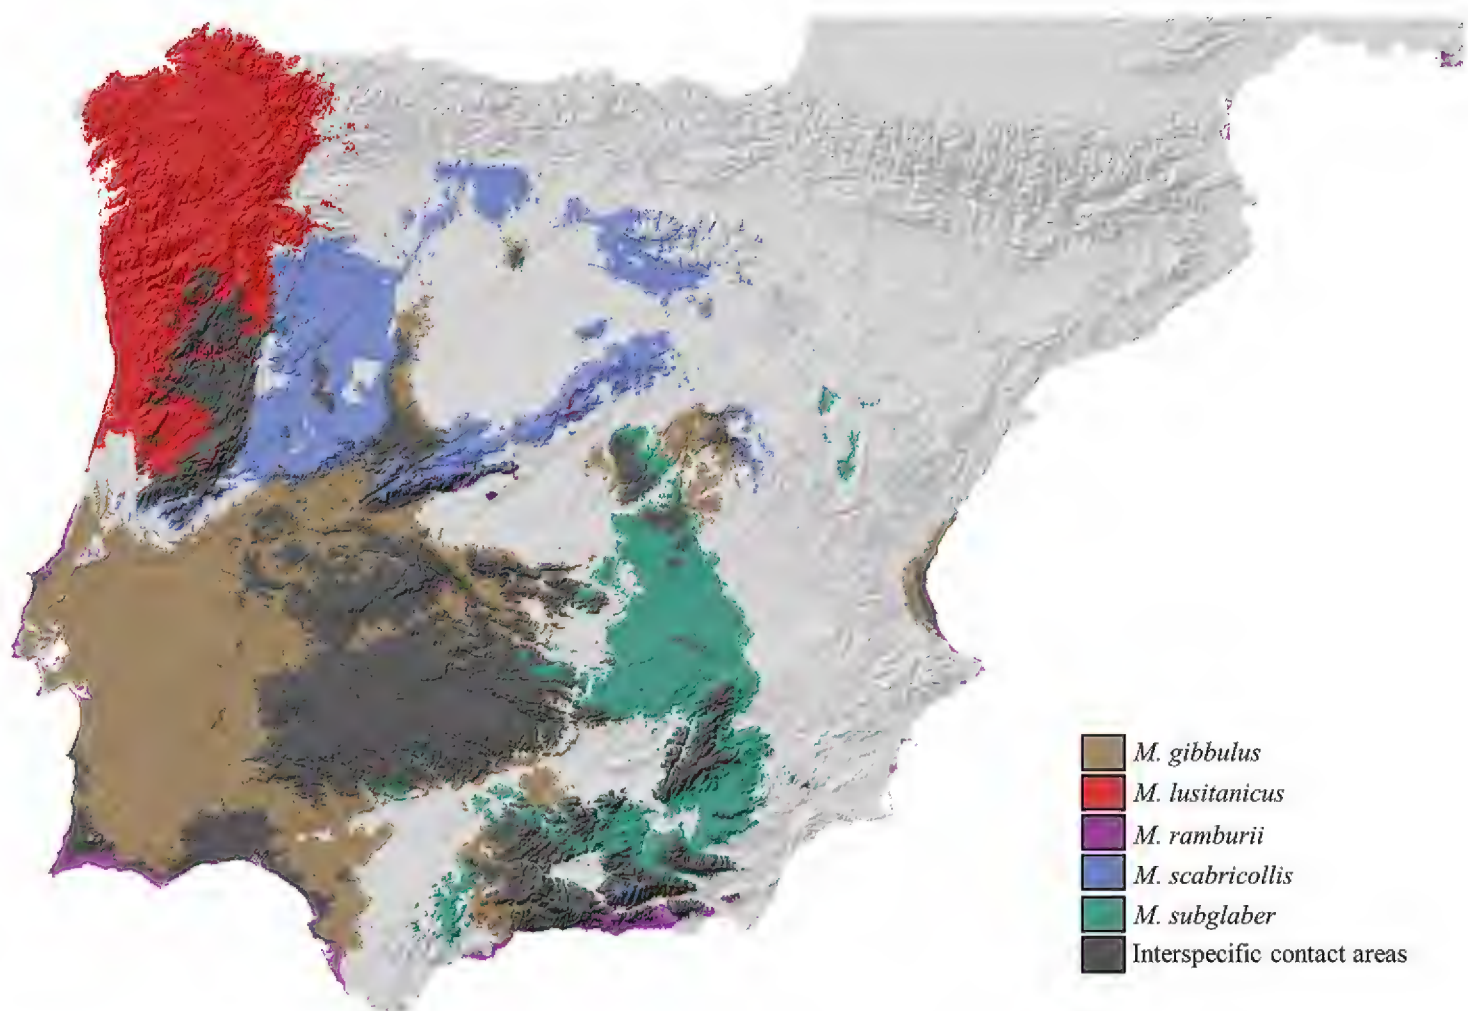 M. gibbulus
M. lusitanicus
M. ramburii
M. scabricollis
M. subglaber
Interspecific contact areas